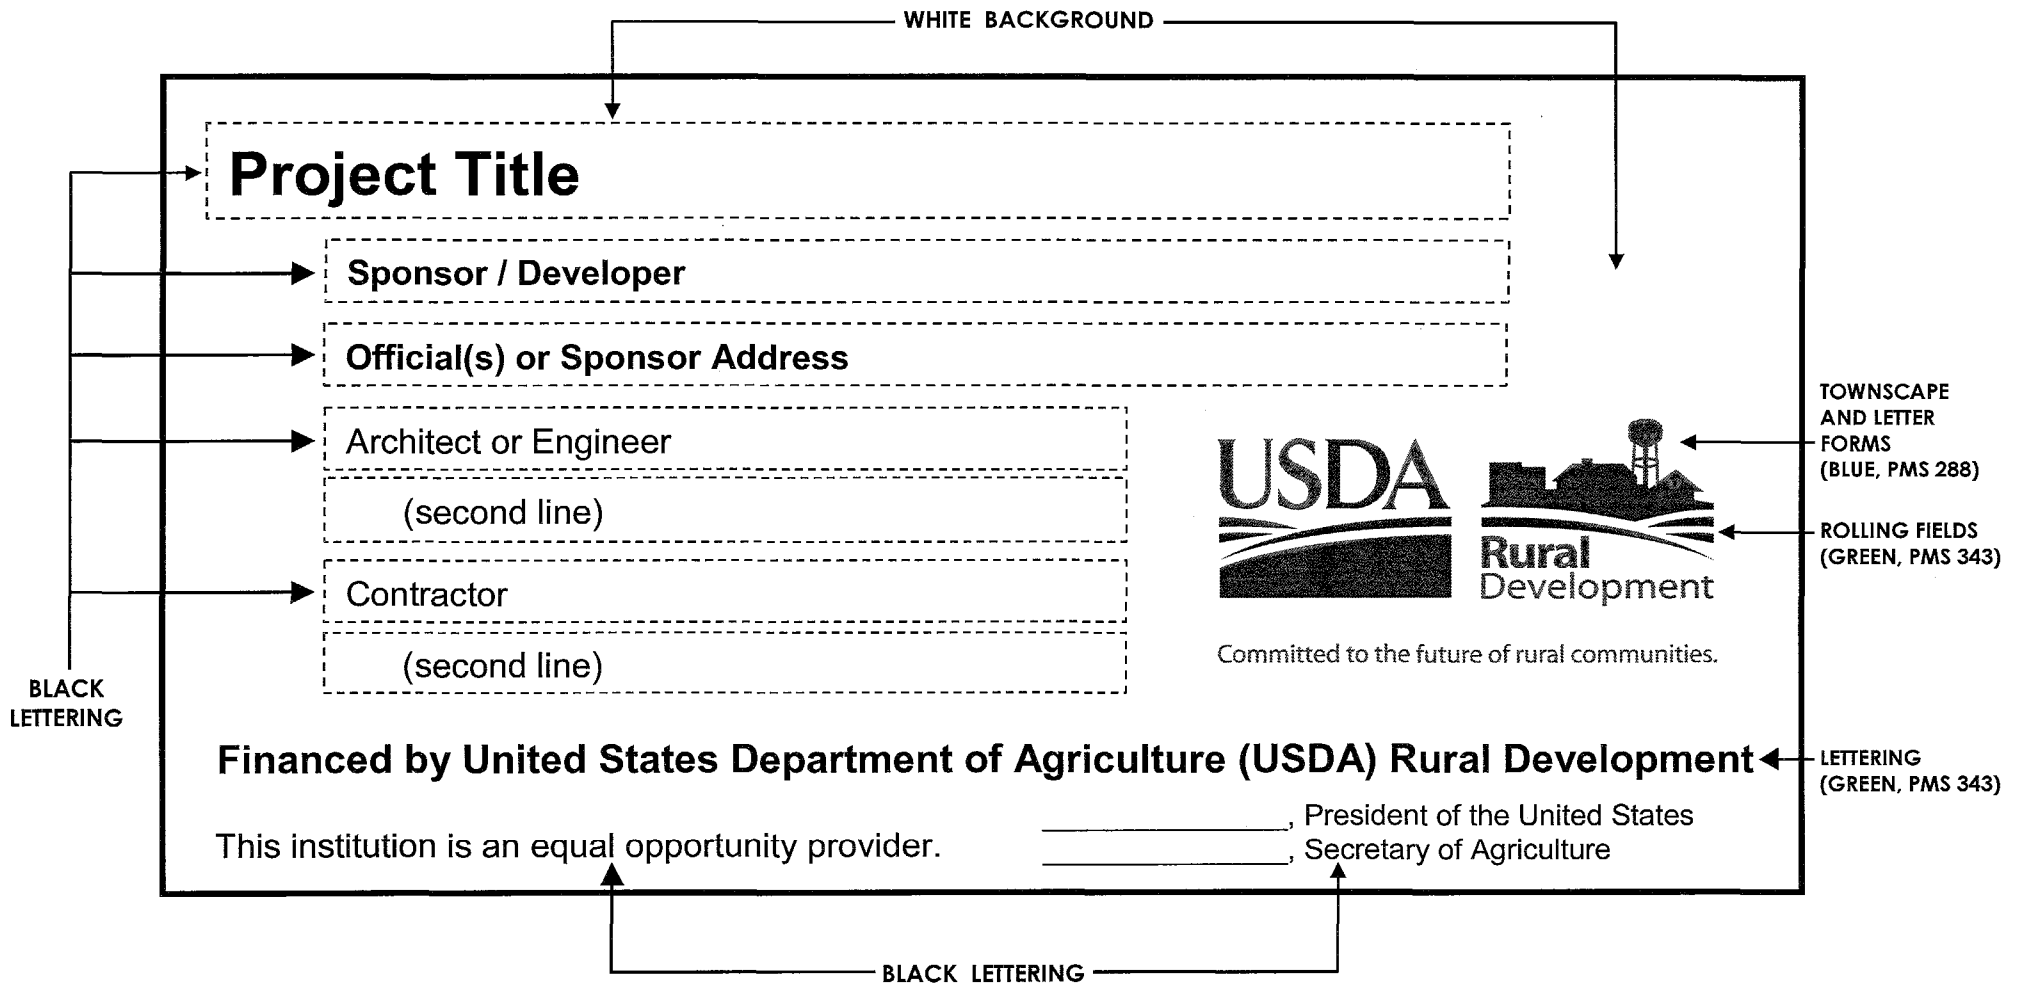 WHITE BACKGROUND
Project Title
Sponsor / Developer
Official(s) or Sponsor Address
Architect or Engineer
(second line)
Contractor
(second line)
BLACK
LETTERING
USDA
Rural
Development
Committed to the future of rural communities.
TOWNSCAPE
AND LETTER
FORMS
(BLUE, PMS 288)
ROLLING FIELDS
(GREEN, PMS 343)
Financed by United States Department of Agriculture (USDA) Rural Development
LETTERING
(GREEN, PMS 343)
This institution is an equal opportunity provider.
, President of the United States
, Secretary of Agriculture
BLACK LETTERING